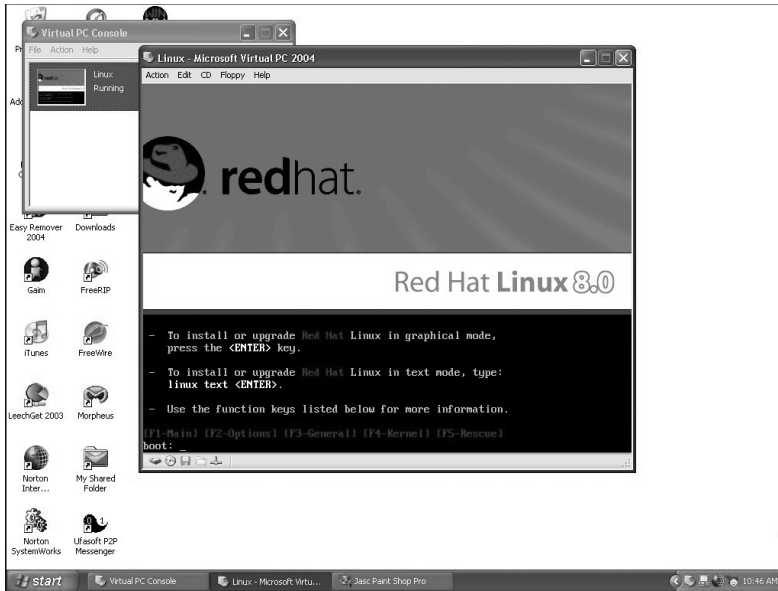 Virtual PC Console
File Action Help
Linux
Running
Linux - Microsoft Virtual PC 2004
Action Edit CD Floppy Help
redhat.
Red Hat Linux 8.0
- To install or upgrade Red Hat Linux in graphical mode,
press the <ENTER> key.
- To install or upgrade Red Hat Linux in text mode, type:
linux text <ENTER>.
- Use the function keys listed below for more information.
[F1-Main] [F2-Options] [F3-General] [F4-Kernel] [F5-Rescue]
boot: _
Easy Remover
2004
Downloads
Gaim
FreeRIP
iTunes
FreeWire
LeechGet 2003
Morpheus
Norton
Inter...
My Shared
Folder
Norton
SystemWorks
Ufasoft P2P
Messenger
start
Virtual PC Console
Linux - Microsoft Virtu...
Jasc Paint Shop Pro
10:46 AM